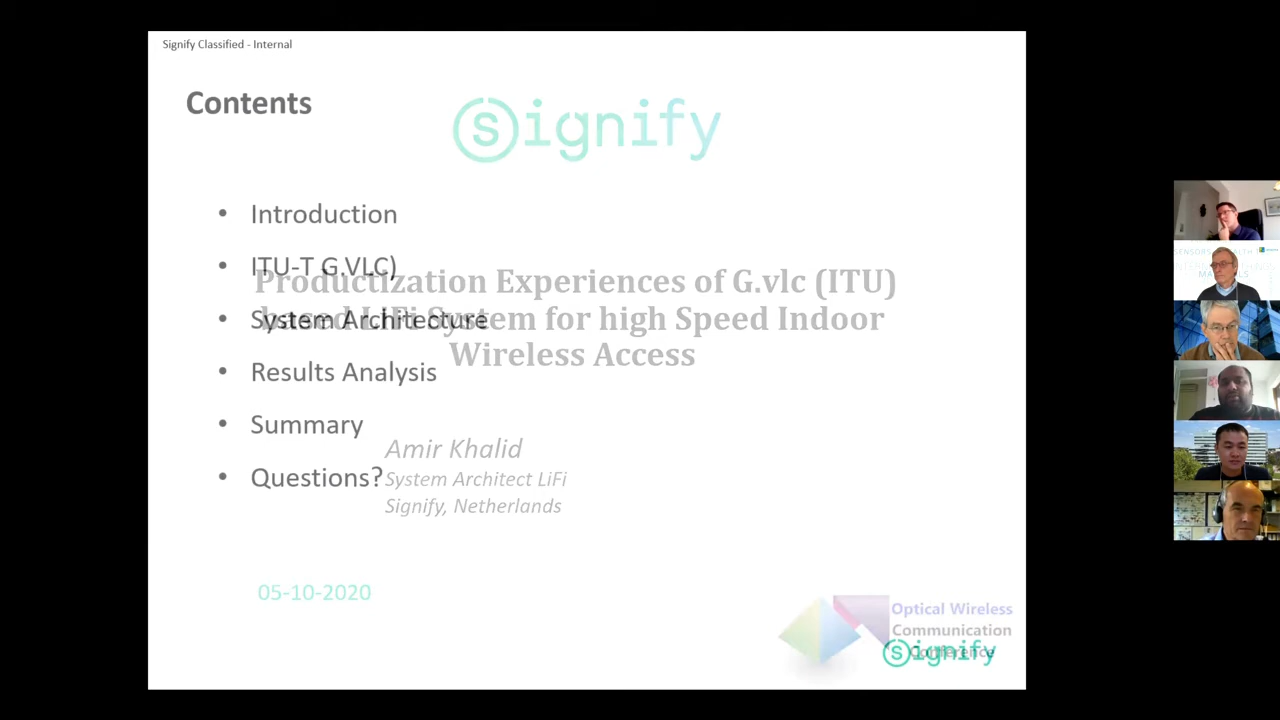 Signify Classified - Internal
Contents
Signify
Introduction
ITU-T G.VLC)
Productization Experiences of G.vlc (ITU)
System Architecture
based LiFi System for high Speed Indoor
Wireless Access
Results Analysis
Summary
Amir Khalid
Questions?
System Architect LiFi
Signify, Netherlands
05-10-2020
Optical Wireless
Communication
Conference
Signify